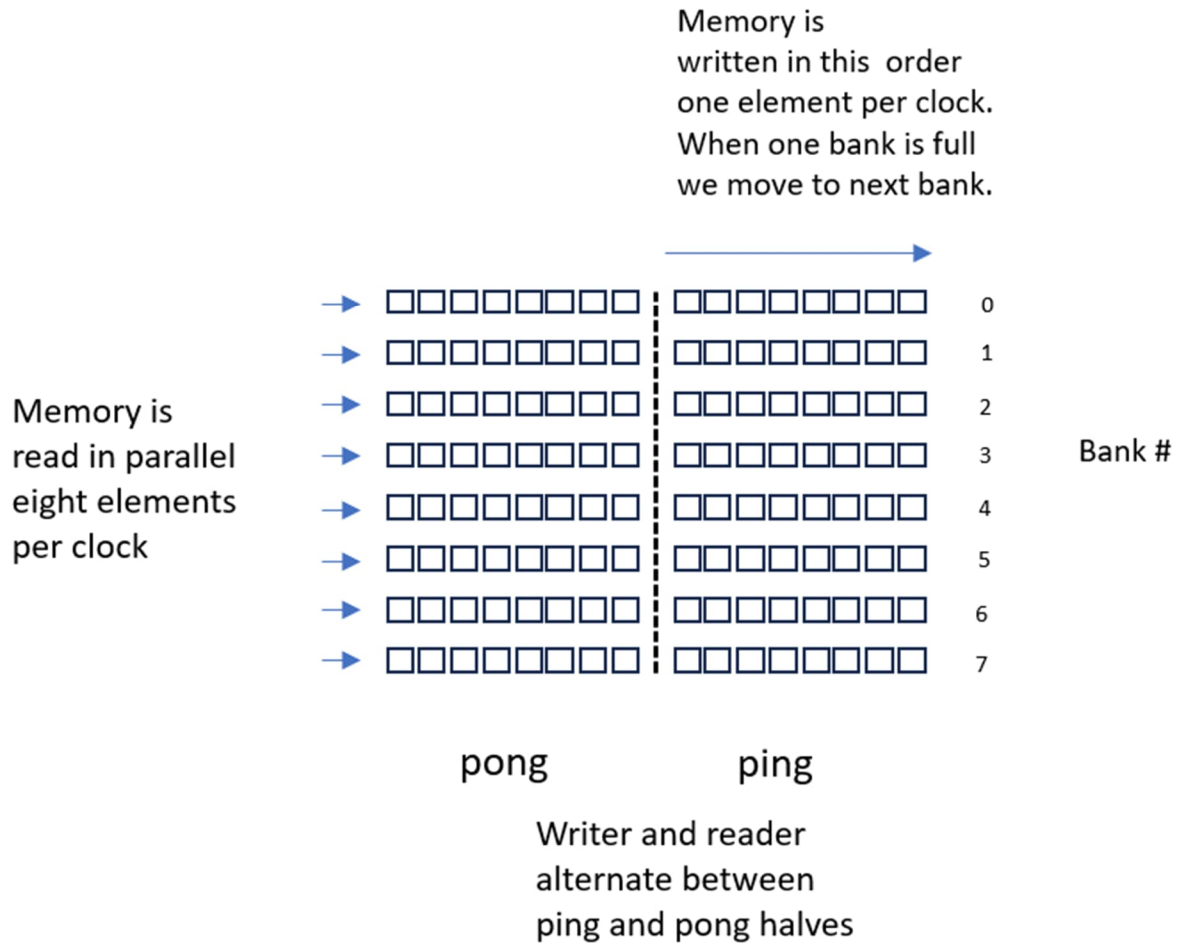 Memory is
written in this order
one element per clock.
When one bank is full
we move to next bank.
0
1
2
3
4
5
6
7
Bank #
Memory is
read in parallel
eight elements
per clock
pong
ping
Writer and reader
alternate between
ping and pong halves